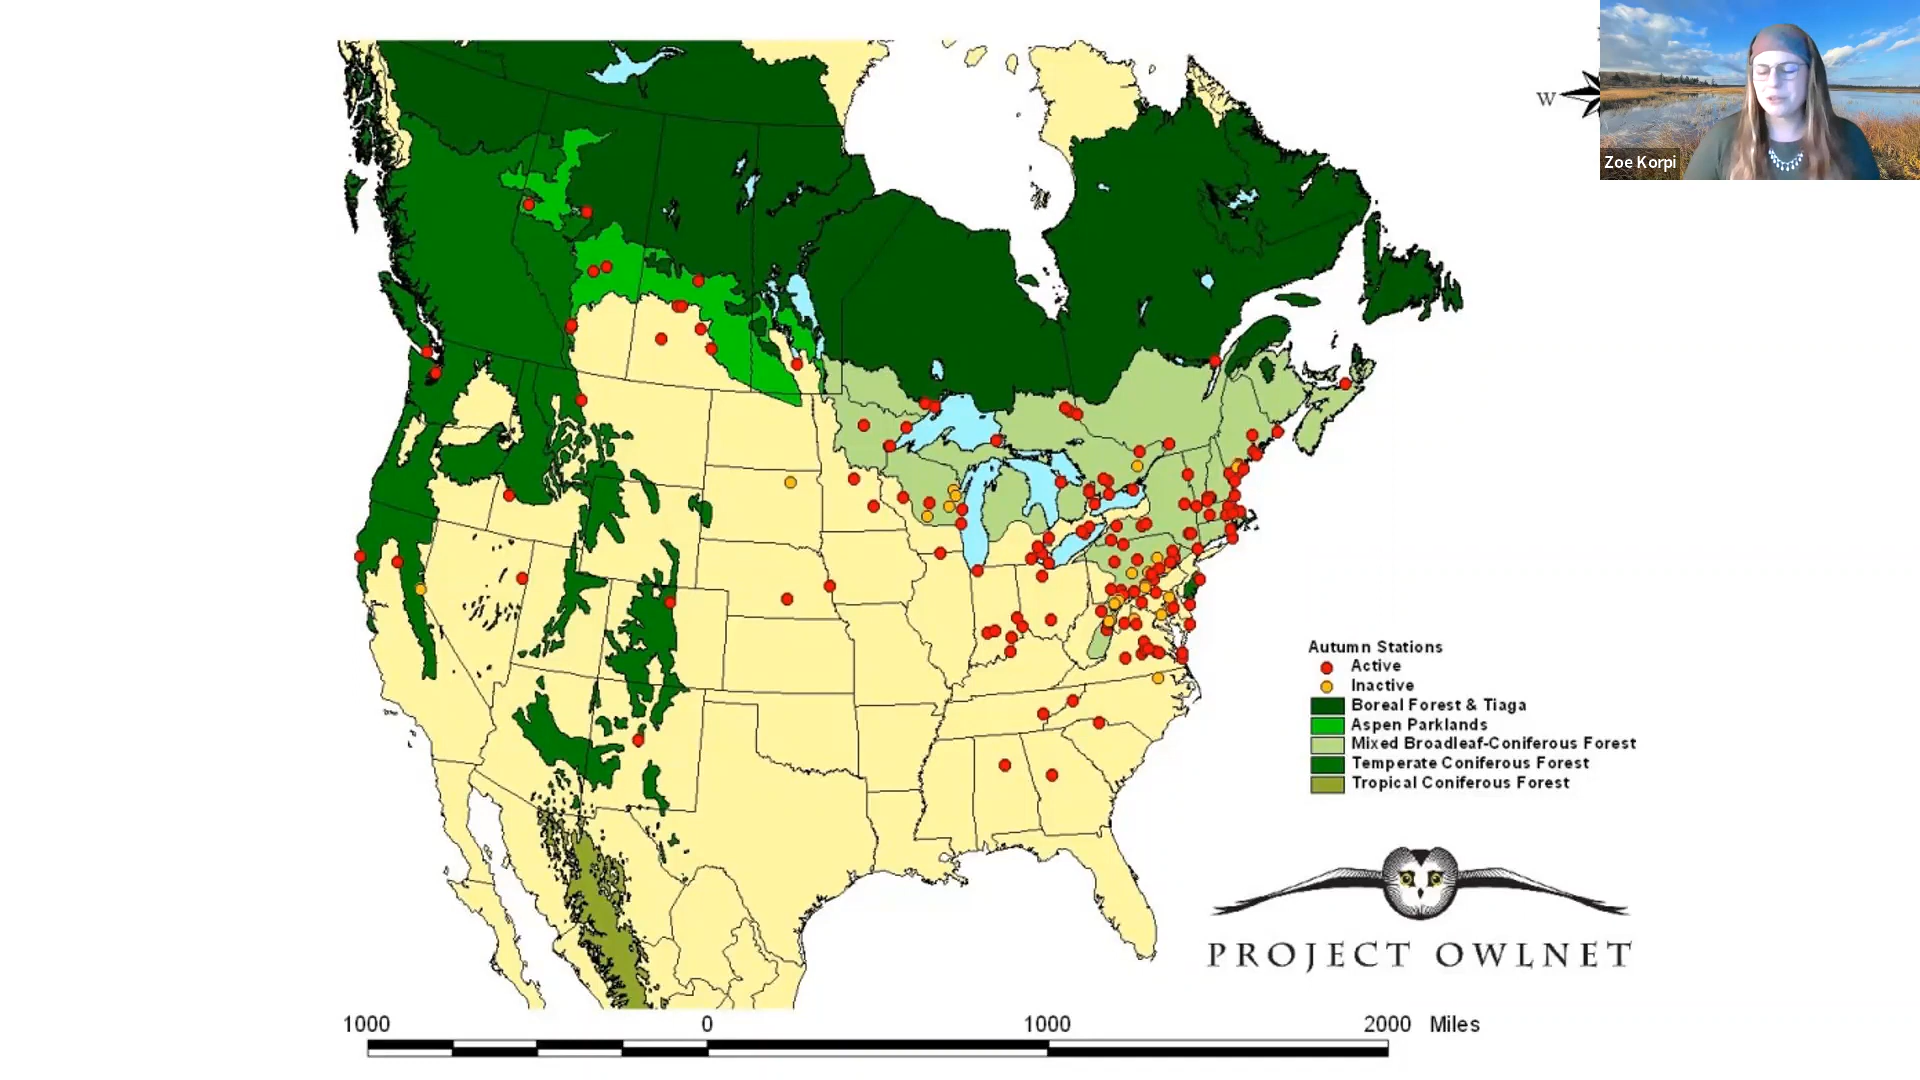 W
Zoe Korpi
Autumn Stations
Active
Inactive
Boreal Forest & Tiaga
Aspen Parklands
Mixed Broadleaf-Coniferous Forest
Temperate Coniferous Forest
Tropical Coniferous Forest
PROJECT OWLNET
1000 0 1000 2000 Miles